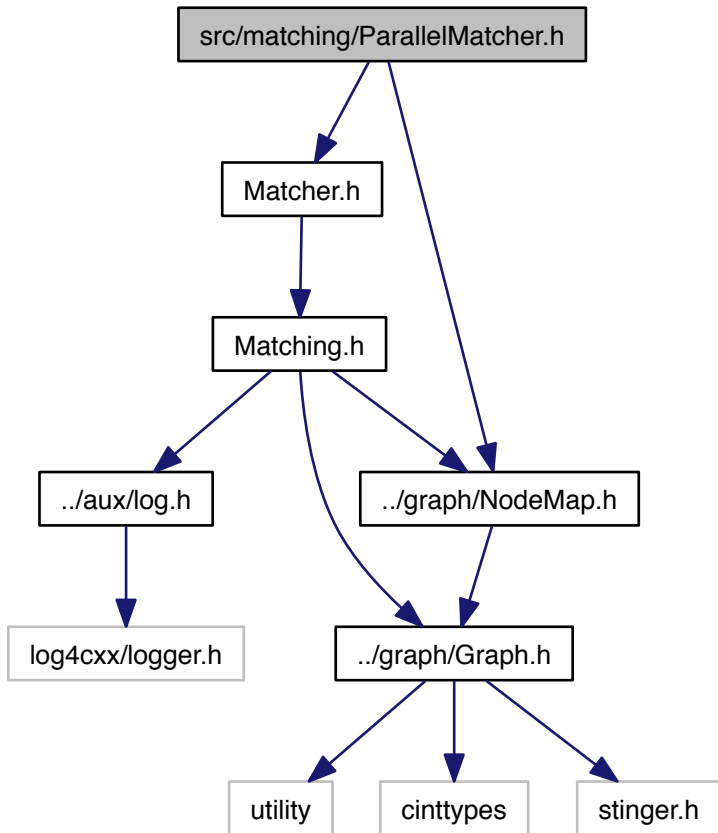 src/matching/ParallelMatcher.h
Matcher.h
Matching.h
../aux/log.h
../graph/NodeMap.h
log4cxx/logger.h
../graph/Graph.h
utility
cinttypes
stinger.h